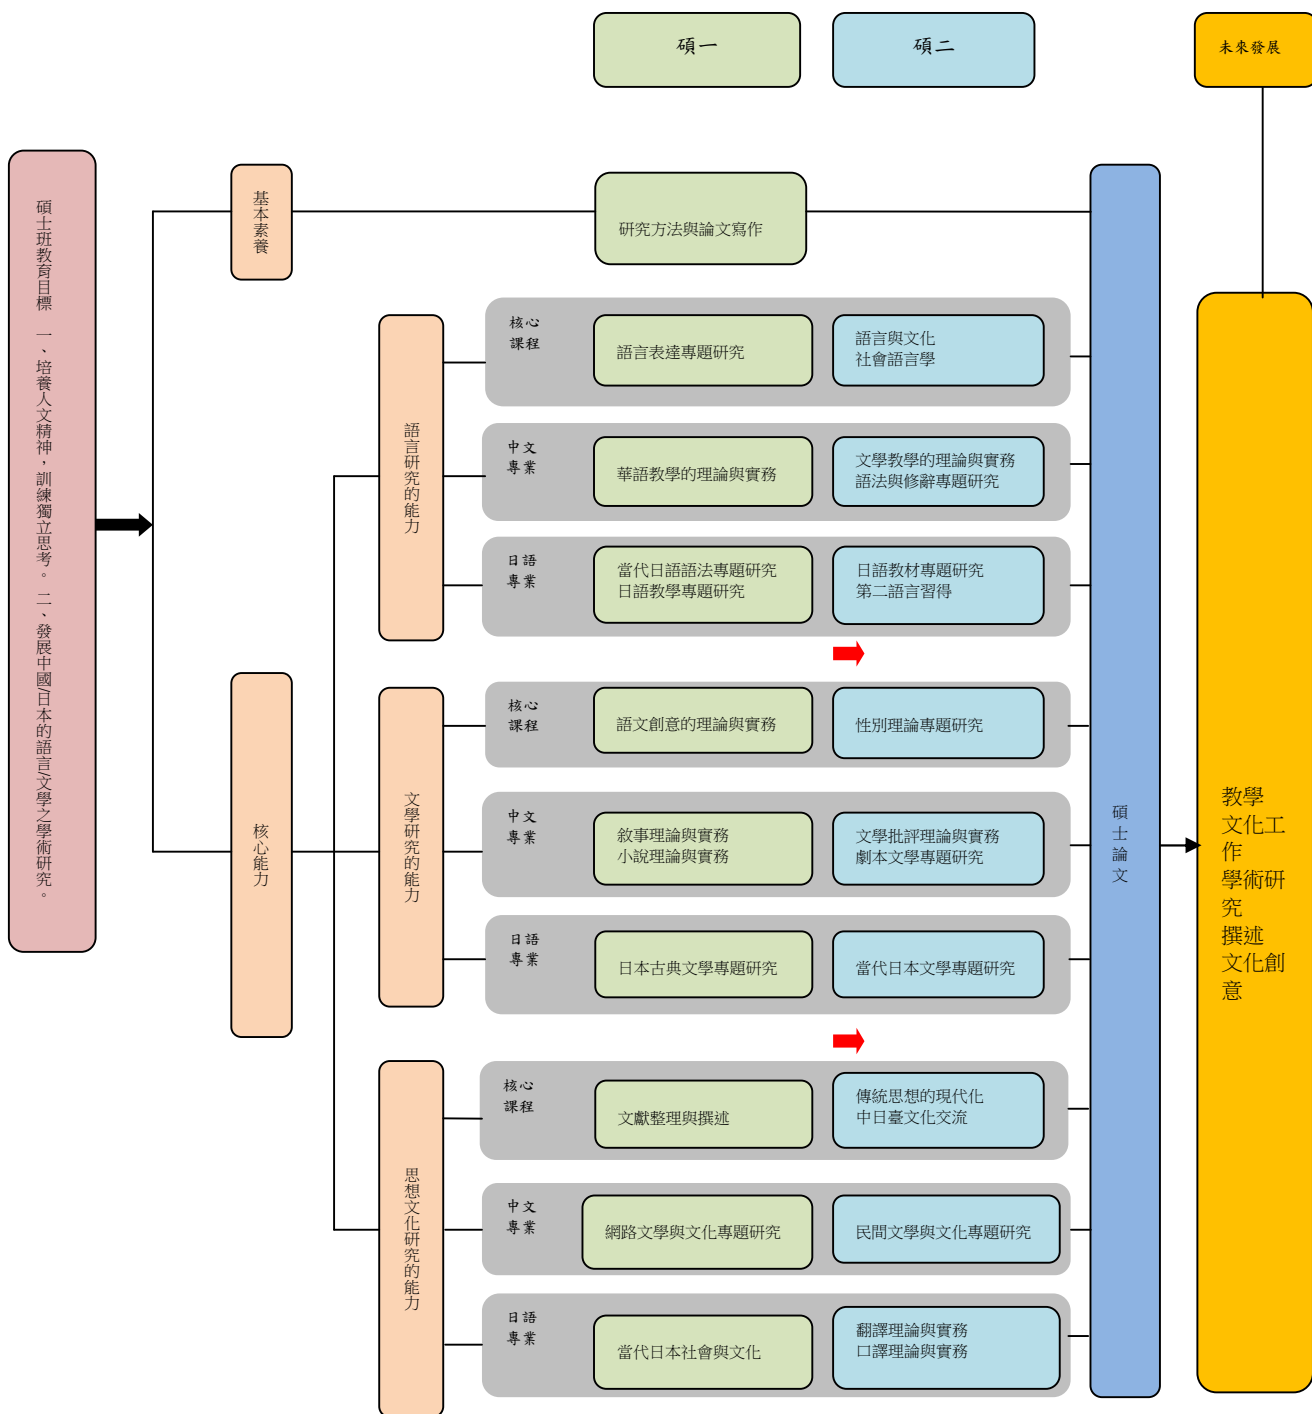 碩一
碩二
未來發展
碩士班教育目標　一、培養人文精神，訓練獨立思考。二、發展中國/日本的語言/文學之學術研究。
基本素養
研究方法與論文寫作
核心能力
語言研究的能力
核心
課程
語言表達專題研究
語言與文化
社會語言學
中文
專業
華語教學的理論與實務
文學教學的理論與實務
語法與修辭專題研究
日語
專業
當代日語語法專題研究
日語教學專題研究
日語教材專題研究
第二語言習得
文學研究的能力
核心
課程
語文創意的理論與實務
性別理論專題研究
中文
專業
敘事理論與實務
小說理論與實務
文學批評理論與實務
劇本文學專題研究
日語
專業
日本古典文學專題研究
當代日本文學專題研究
思想文化研究的能力
核心
課程
文獻整理與撰述
傳統思想的現代化
中日臺文化交流
中文
專業
網路文學與文化專題研究
民間文學與文化專題研究
日語
專業
當代日本社會與文化
翻譯理論與實務
口譯理論與實務
碩士論文
教學
文化工
作
學術研
究
撰述
文化創
意